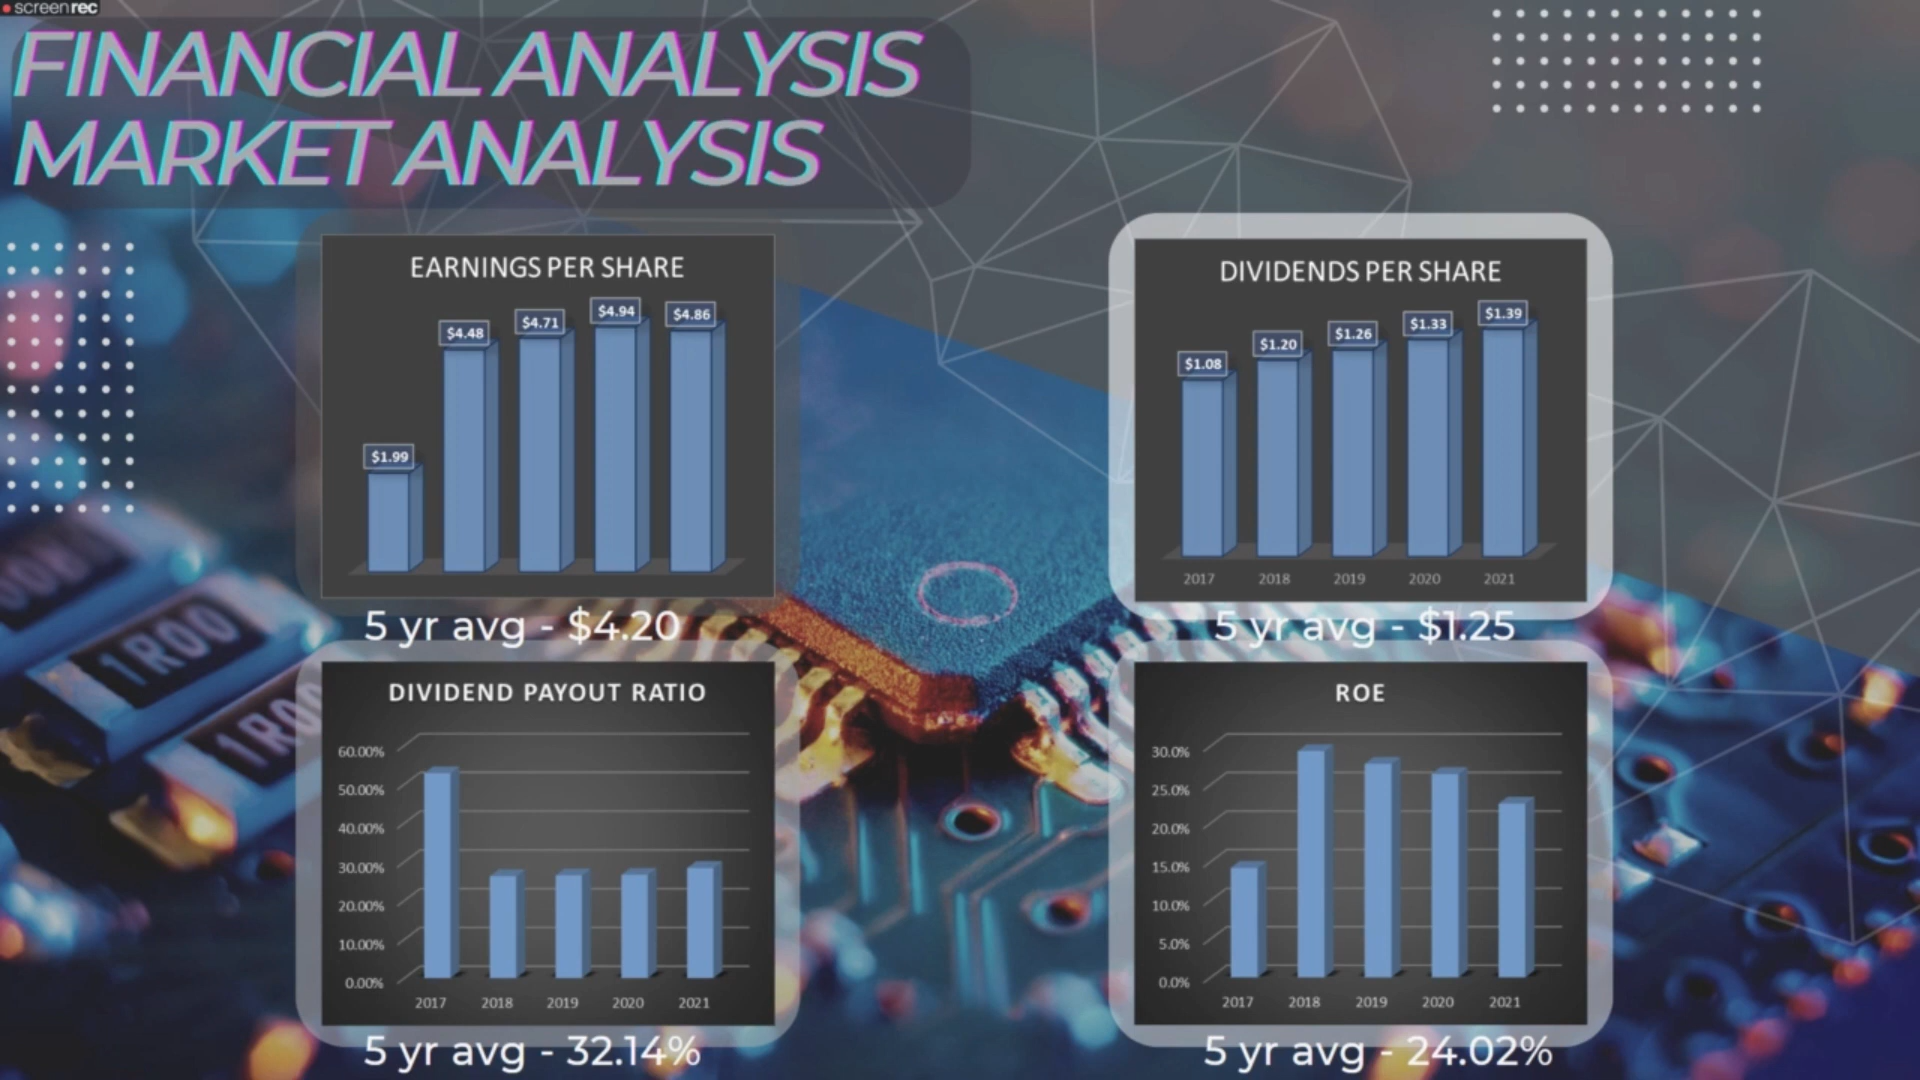 screenrec
FINANCIAL ANALYSIS
MARKET ANALYSIS
EARNINGS PER SHARE
$1.99
$4.48
$4.71
$4.94
$4.86
5 yr avg - $4.20
DIVIDENDS PER SHARE
$1.08
$1.20
$1.26
$1.33
$1.39
2017 2018 2019 2020 2021
5 yr avg - $1.25
DIVIDEND PAYOUT RATIO
60.00%
50.00%
40.00%
30.00%
20.00%
10.00%
0.00%
2017 2018 2019 2020 2021
5 yr avg - 32.14%
ROE
30.0%
25.0%
20.0%
15.0%
10.0%
5.0%
0.0%
2017 2018 2019 2020 2021
5 yr avg - 24.02%
1R00